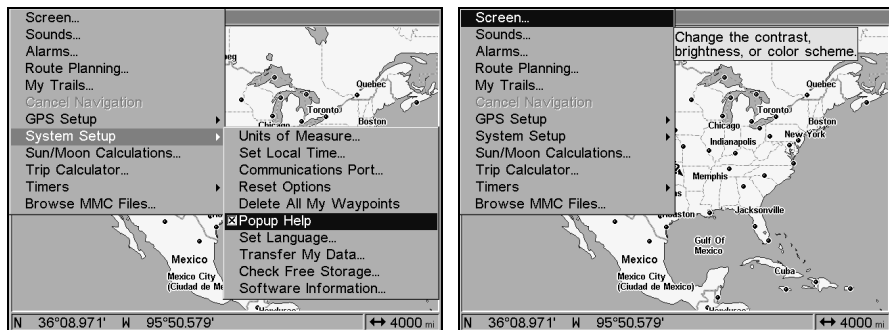 Screen...
Sounds...
Alarms...
Route Planning...
My Trails...
Cancel Navigation
GPS Setup
System Setup
Sun/Moon Calculations...
Trip Calculator...
Timers
Browse MMC Files...
Units of Measure...
Set Local Time...
Communications Port...
Reset Options
Delete All My Waypoints
Popup Help
Set Language...
Transfer My Data...
Check Free Storage...
Software Information...
Quebec
Toronto
Boston
Chicago
Mexico
Mexico City
(Ciudad de Me
N 36°08.971' W 95°50.579' ↔ 4000 mi
Screen...
Sounds...
Alarms...
Route Planning...
My Trails...
Cancel Navigation
GPS Setup
System Setup
Sun/Moon Calculations...
Trip Calculator...
Timers
Browse MMC Files...
Change the contrast,
brightness, or color scheme.
Quebec
Toronto
Boston
Chicago
New York
Indianapolis
Memphis
Jacksonville
Gulf Of
Mexico
Mexico
Mexico City
(Ciudad de Mexico)
Cuba
N 36°08.971' W 95°50.579' ↔ 4000 mi